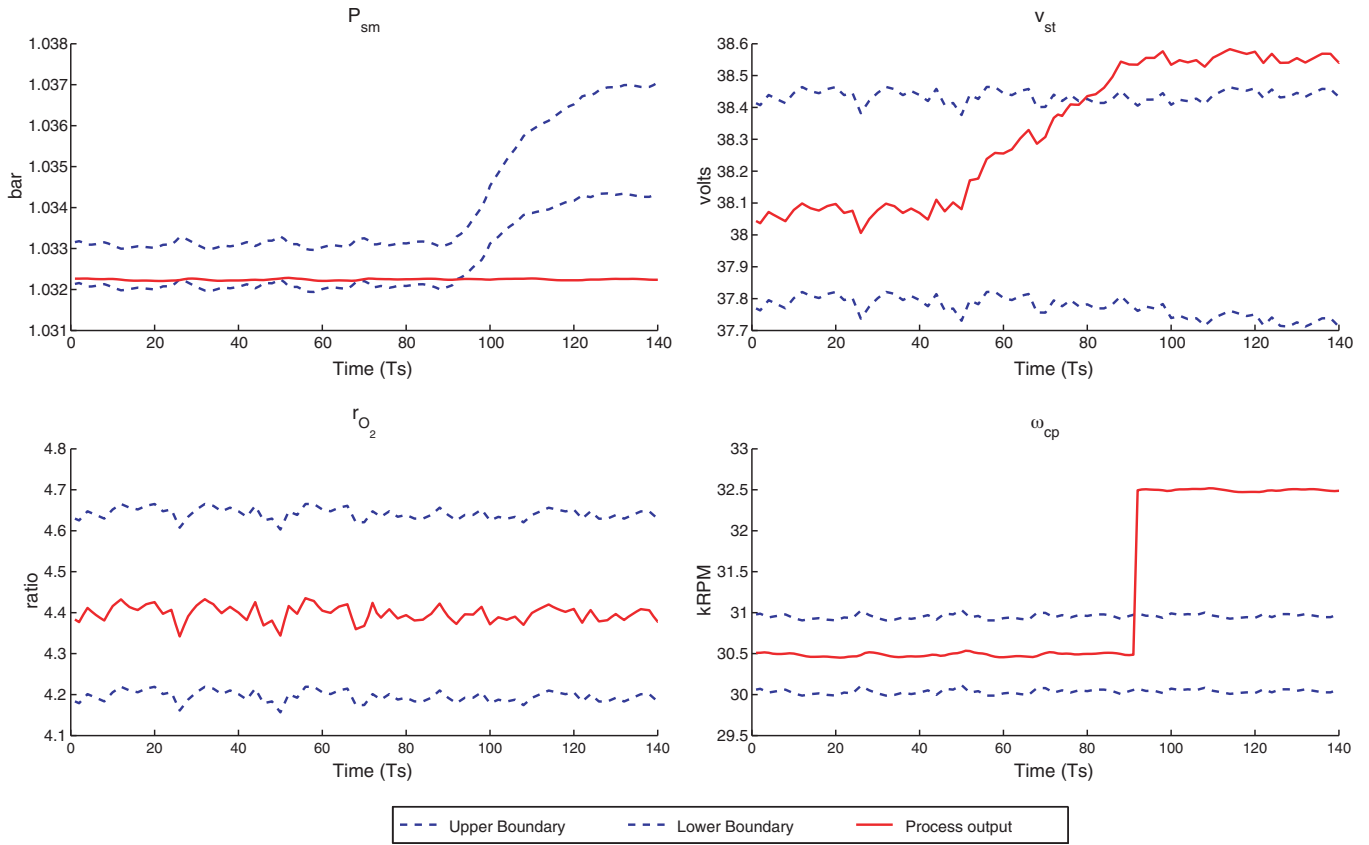 P_sm
1.038
1.037
1.036
1.035
1.034
1.033
1.032
1.031
bar
0 20 40 60 80 100 120 140
Time (Ts)
v_st
38.6
38.5
38.4
38.3
38.2
38.1
38
37.9
37.8
37.7
volts
0 20 40 60 80 100 120 140
Time (Ts)
r_O_2
4.8
4.7
4.6
4.5
4.4
4.3
4.2
4.1
ratio
0 20 40 60 80 100 120 140
Time (Ts)
ω_cp
33
32.5
32
31.5
31
30.5
30
29.5
kRPM
0 20 40 60 80 100 120 140
Time (Ts)
Upper Boundary Lower Boundary Process output